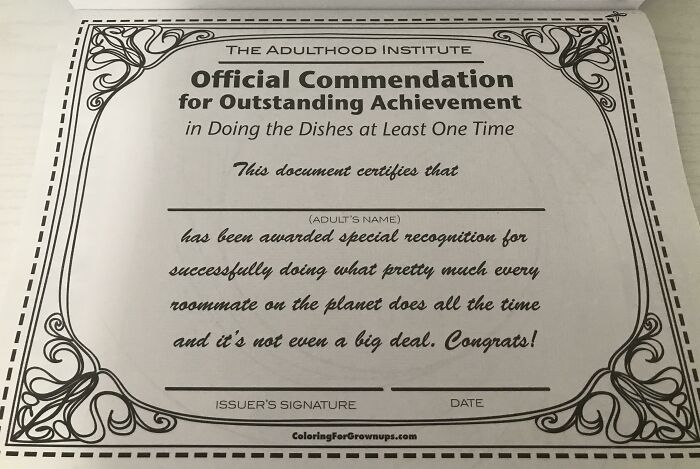 THE ADULTHOOD INSTITUTE
Official Commendation
for Outstanding Achievement
in Doing the Dishes at Least One Time
This document certifies that
(ADULT'S NAME)
has been awarded special recognition for
successfully doing what pretty much every
roommate on the planet does all the time
and it's not even a big deal. Congrats!
ISSUER'S SIGNATURE DATE
ColoringForGrownups.com